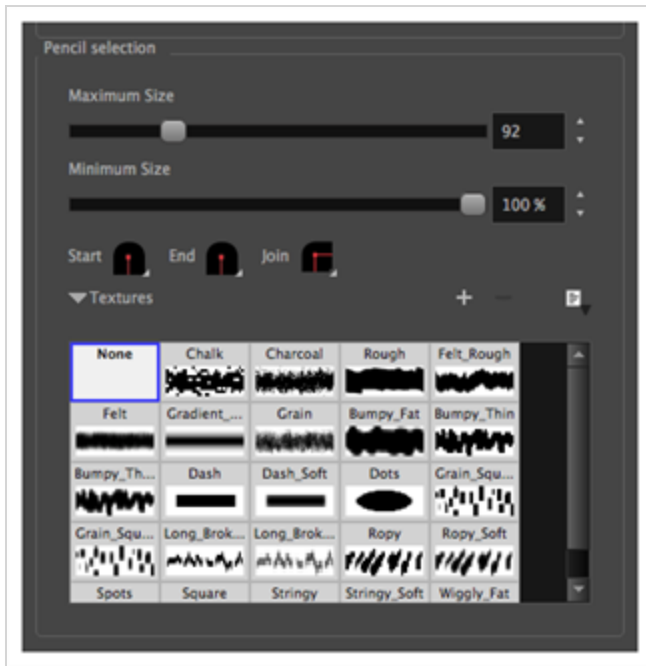 Pencil selection
Maximum Size
92
Minimum Size
100 %
Start End Join
Textures
None Chalk Charcoal Rough Felt_Rough
Felt Gradient_... Grain Bumpy_Fat Bumpy_Thin
Bumpy_Th... Dash Dash_Soft Dots Grain_Squ...
Grain_Squ... Long_Brok... Long_Brok... Ropy Ropy_Soft
Spots Square Stringy Stringy_Soft Wiggly_Fat